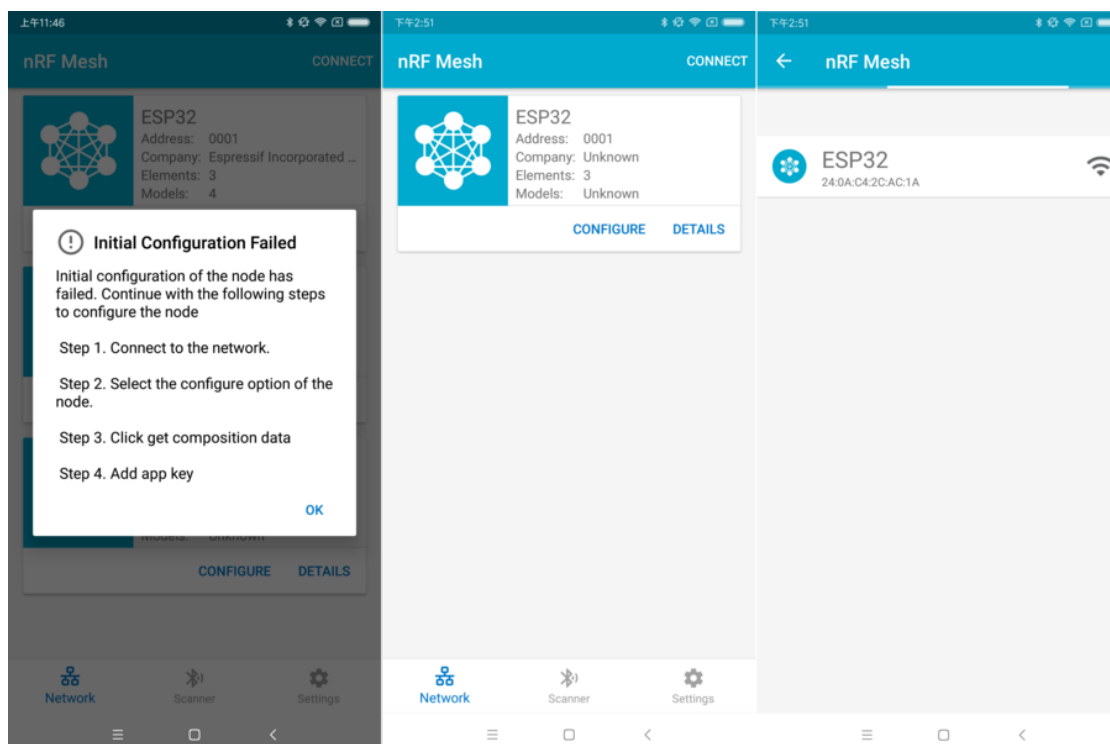 上午11:46
nRF Mesh
CONNECT
ESP32
Address: 0001
Company: Espressif Incorporated ...
Elements: 3
Models: 4
Initial Configuration Failed
Initial configuration of the node has
failed. Continue with the following steps
to configure the node
Step 1. Connect to the network.
Step 2. Select the configure option of the
node.
Step 3. Click get composition data
Step 4. Add app key
OK
Models: Unknown
CONFIGURE
DETAILS
Network
Scanner
Settings
下午2:51
nRF Mesh
CONNECT
ESP32
Address: 0001
Company: Unknown
Elements: 3
Models: Unknown
CONFIGURE
DETAILS
Network
Scanner
Settings
下午2:51
nRF Mesh
ESP32
24:0A:C4:2C:AC:1A